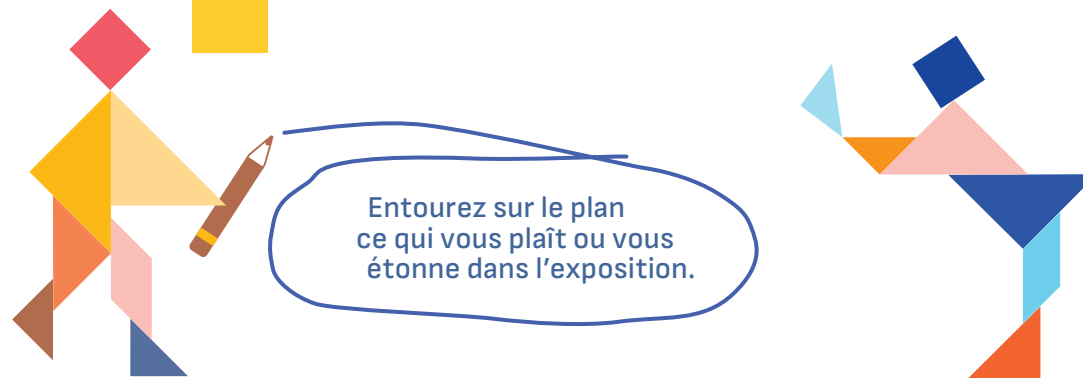 Entourez sur le plan
ce qui vous plaît ou vous
étonne dans l’exposition.